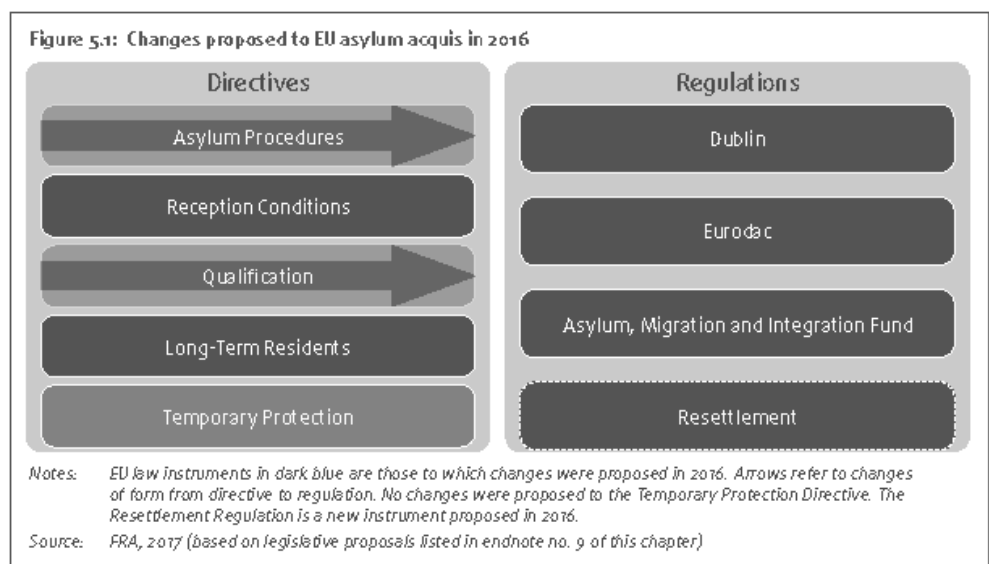 Figure 5.1: Changes proposed to EU asylum acquis in 2016
Directives
Asylum Procedures
Reception Conditions
Qualification
Long-Term Residents
Temporary Protection
Regulations
Dublin
Eurodac
Asylum, Migration and Integration Fund
Resettlement
Notes: EU law instruments in dark blue are those to which changes were proposed in 2016. Arrows refer to changes
of form from directive to regulation. No changes were proposed to the Temporary Protection Directive. The
Resettlement Regulation is a new instrument proposed in 2016.
Source: FRA, 2017 (based on legislative proposals listed in endnote no. 9 of this chapter)